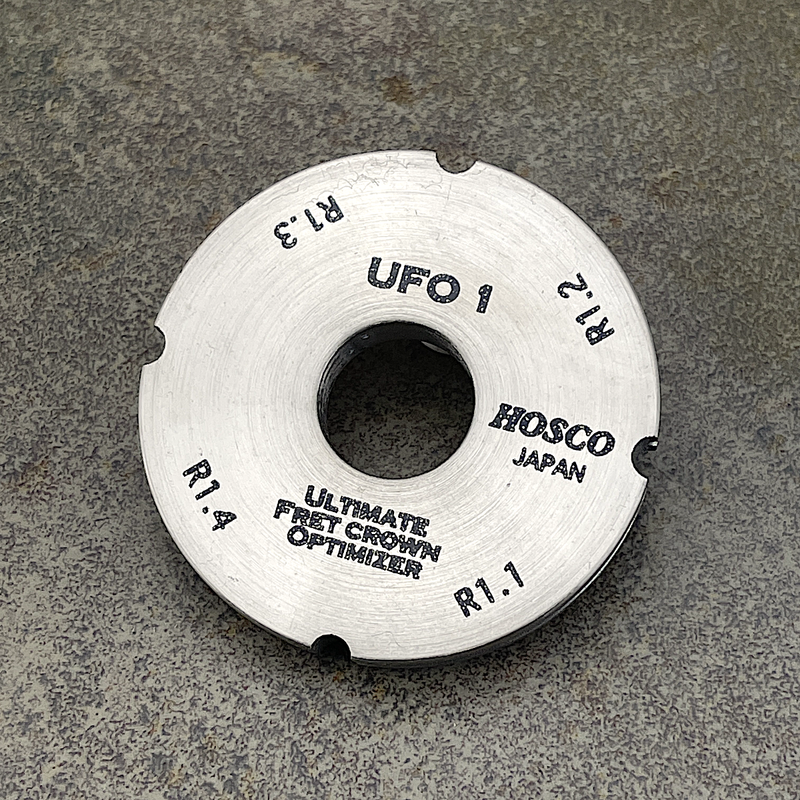 R1.3
UFO 1
R1.2
HOSCO
JAPAN
R1.4
ULTIMATE
FRET CROWN
OPTIMIZER
R1.1